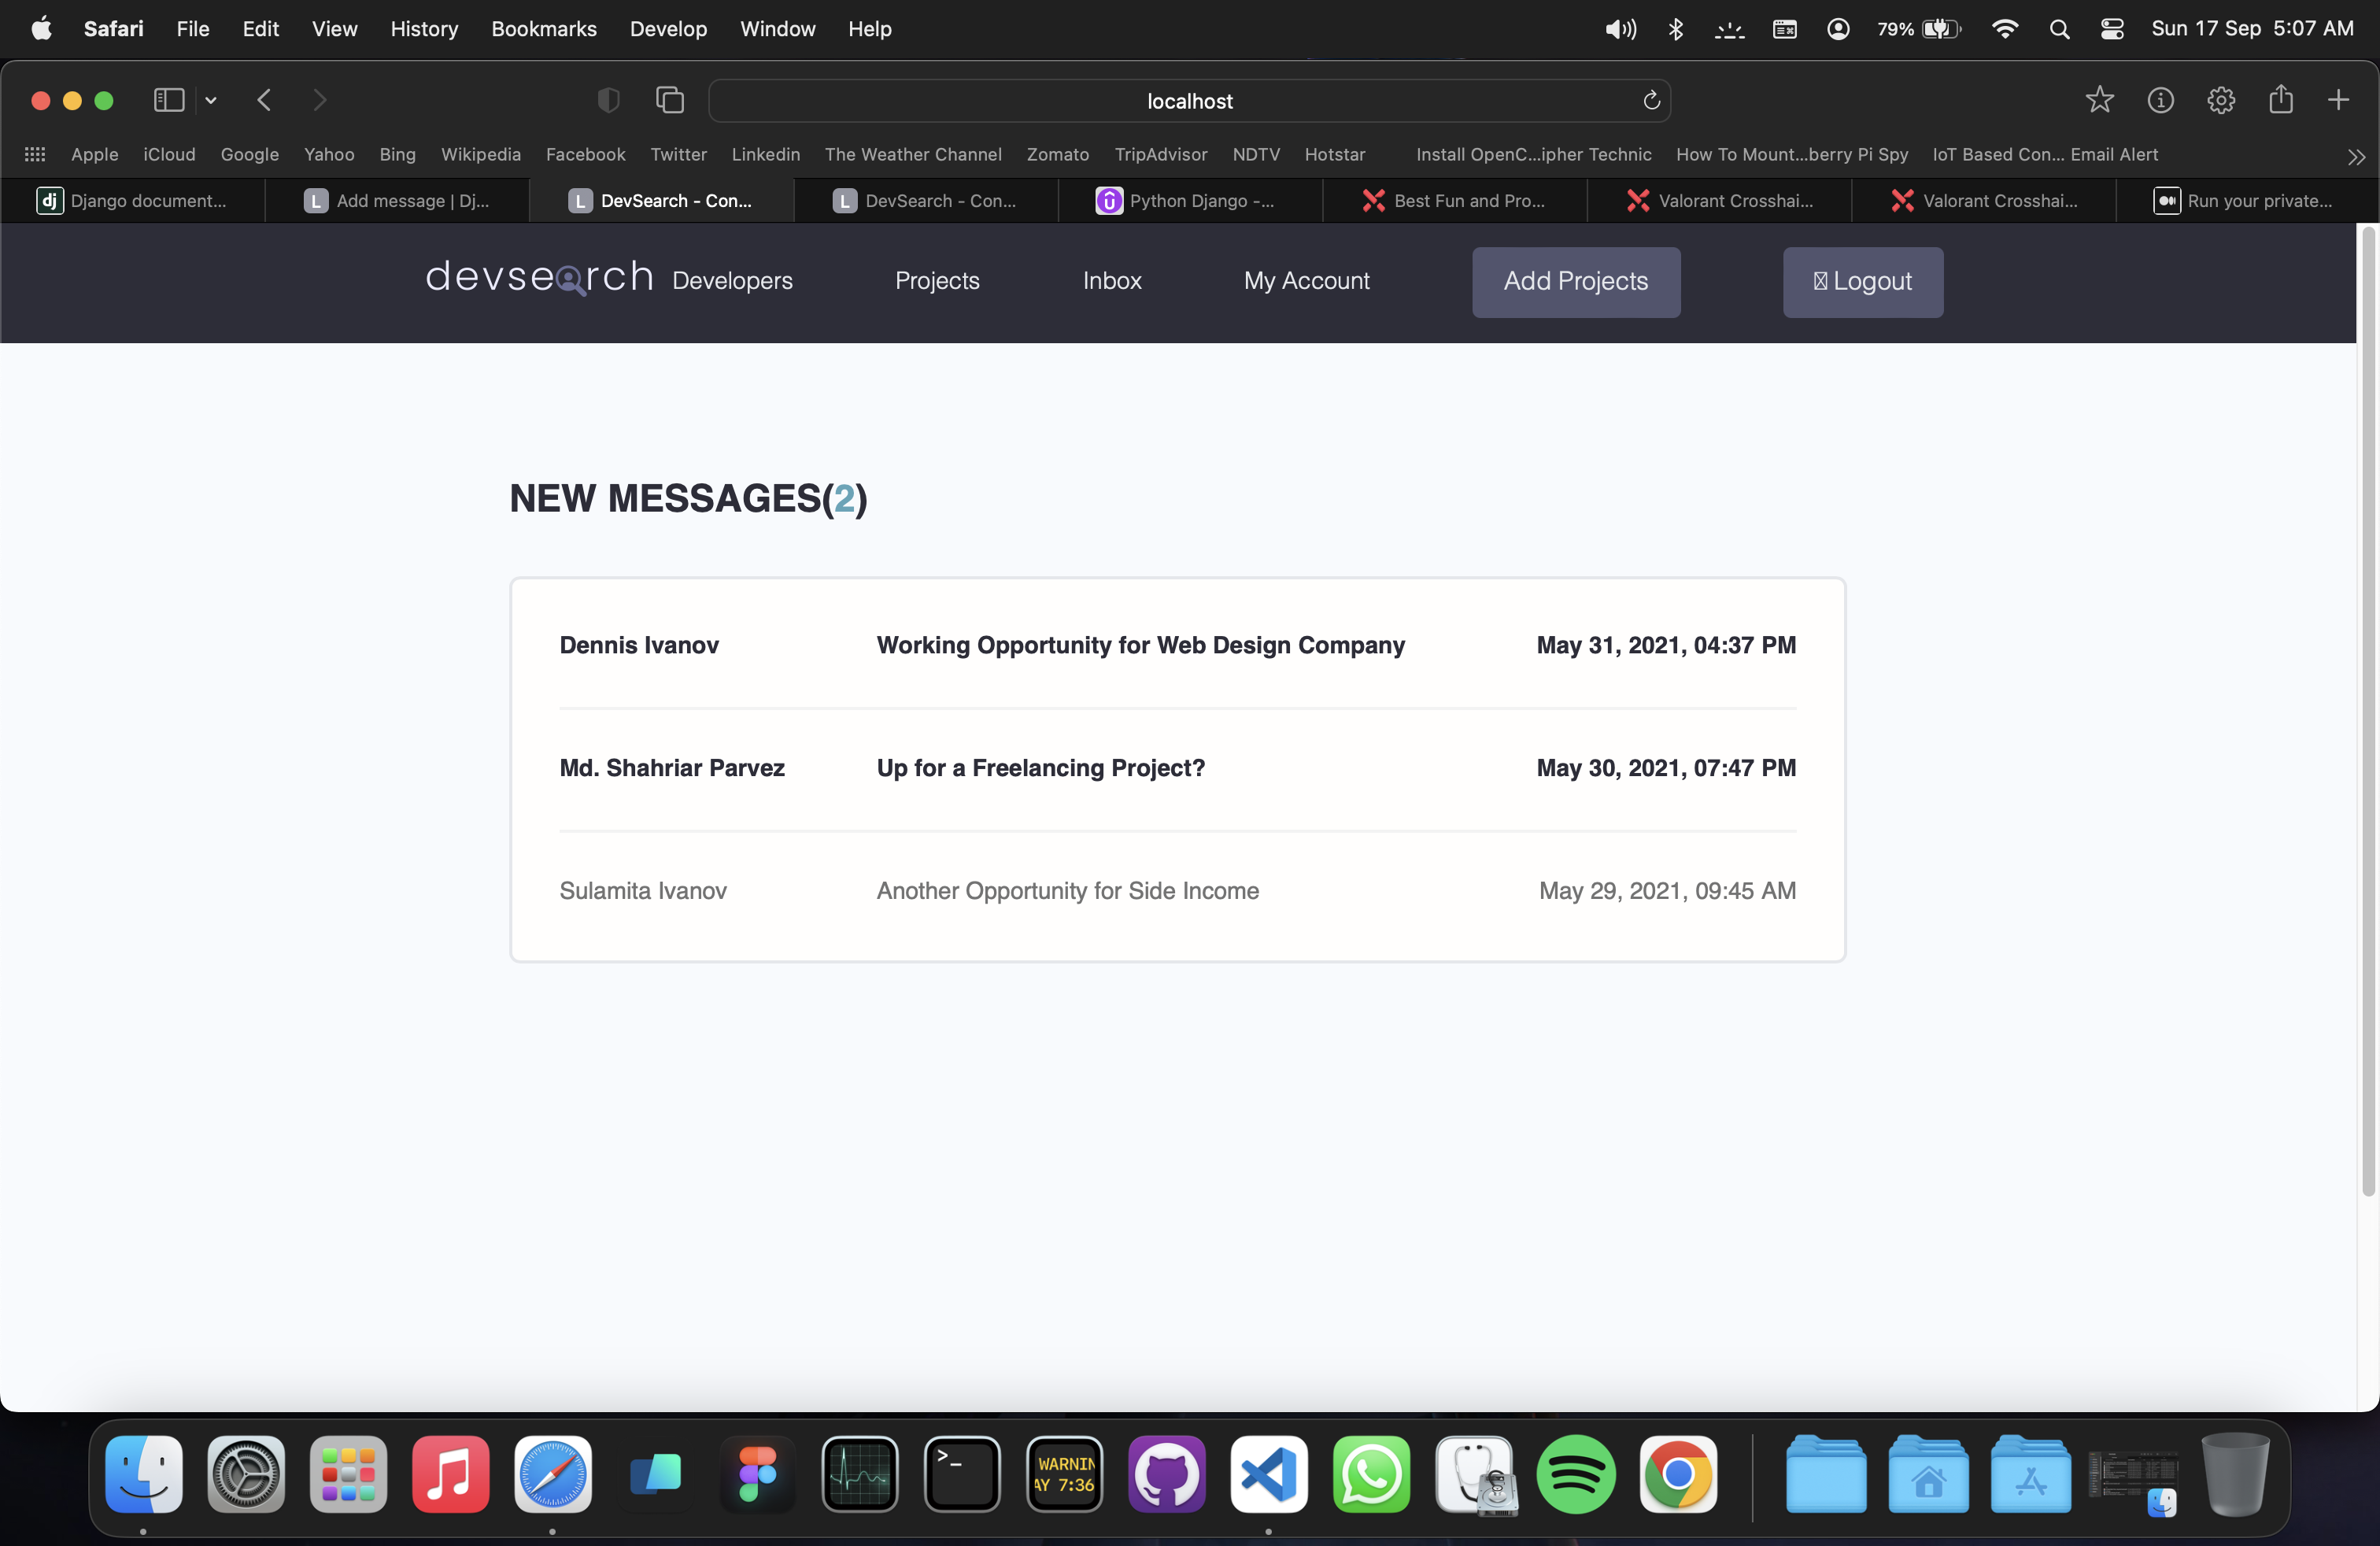 Safari File Edit View History Bookmarks Develop Window Help 79% Sun 17 Sep 5:07 AM
localhost
Apple iCloud Google Yahoo Bing Wikipedia Facebook Twitter Linkedin The Weather Channel Zomato TripAdvisor NDTV Hotstar Install OpenC...ipher Technic How To Mount...berry Pi Spy IoT Based Con... Email Alert
dj Django document... L Add message | Dj... L DevSearch - Con... L DevSearch - Con... Python Django -... Best Fun and Pro... Valorant Crosshai... Valorant Crosshai... Run your private...
devsearch Developers Projects Inbox My Account Add Projects Logout
NEW MESSAGES(2)
Dennis Ivanov Working Opportunity for Web Design Company May 31, 2021, 04:37 PM
Md. Shahriar Parvez Up for a Freelancing Project? May 30, 2021, 07:47 PM
Sulamita Ivanov Another Opportunity for Side Income May 29, 2021, 09:45 AM
WARNIN
AY 7:36